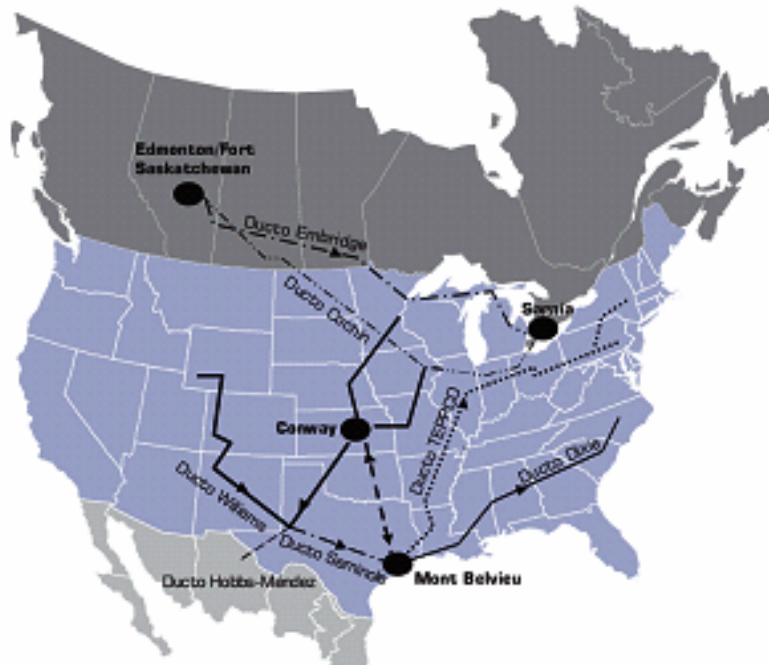 Edmonton/Fort
Saskatchewan
Ducto Embridge
Ducto Cochin
Sarnia
Conway
Ducto TEPPCO
Ducto Dixie
Ducto Williams
Ducto Seminole
Ducto Hobbs-Mendez
Mont Belvieu